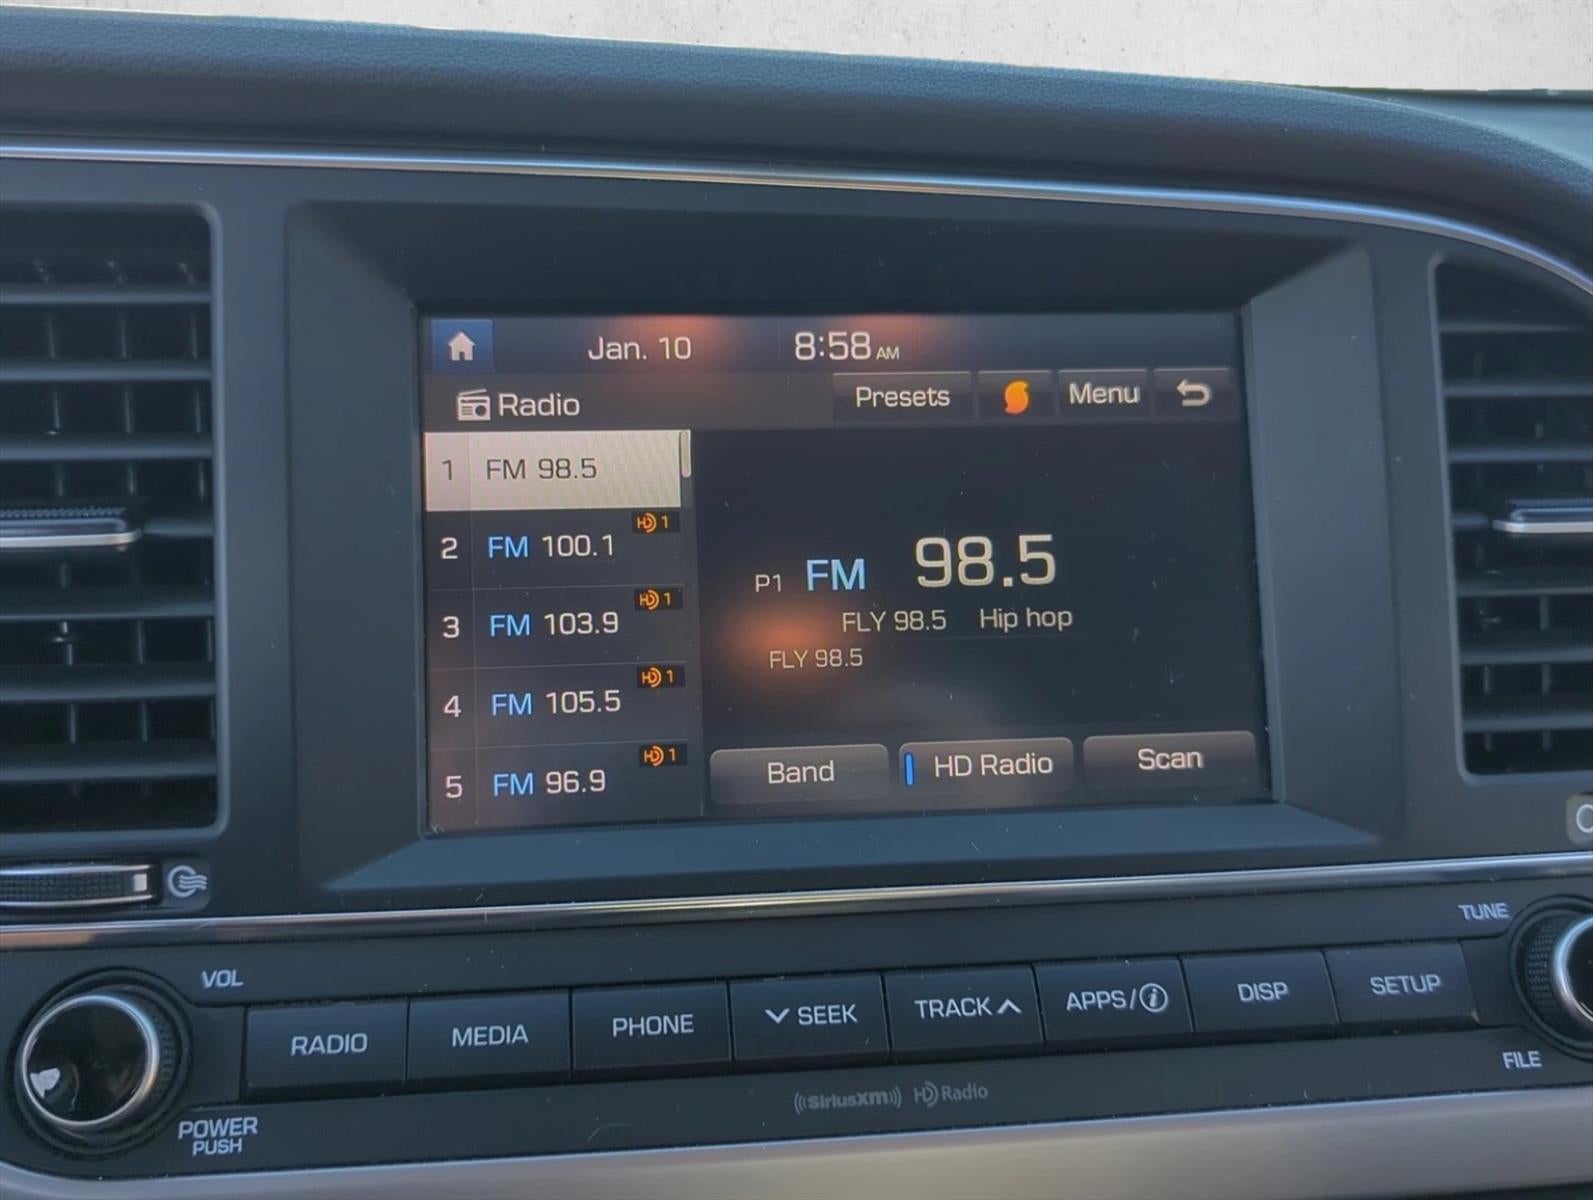 Jan. 10 8:58 AM
Radio Presets Menu
1 FM 98.5
2 FM 100.1 HD 1
3 FM 103.9 HD 1
4 FM 105.5 HD 1
5 FM 96.9 HD 1
P1 FM 98.5
FLY 98.5 Hip hop
FLY 98.5
Band HD Radio Scan
VOL
TUNE
RADIO MEDIA PHONE SEEK TRACK APPS/i DISP SETUP
FILE
POWER
PUSH
((SiriusXM)) HD Radio